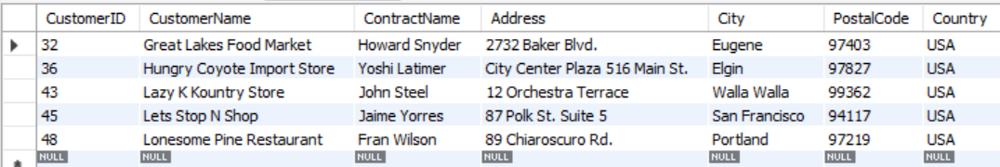 CustomerID CustomerName ContractName Address City PostalCode Country
32 Great Lakes Food Market Howard Snyder 2732 Baker Blvd. Eugene 97403 USA
36 Hungry Coyote Import Store Yoshi Latimer City Center Plaza 516 Main St. Elgin 97827 USA
43 Lazy K Kountry Store John Steel 12 Orchestra Terrace Walla Walla 99362 USA
45 Lets Stop N Shop Jaime Yorres 87 Polk St. Suite 5 San Francisco 94117 USA
48 Lonesome Pine Restaurant Fran Wilson 89 Chiaroscuro Rd. Portland 97219 USA
NULL NULL NULL NULL NULL NULL NULL